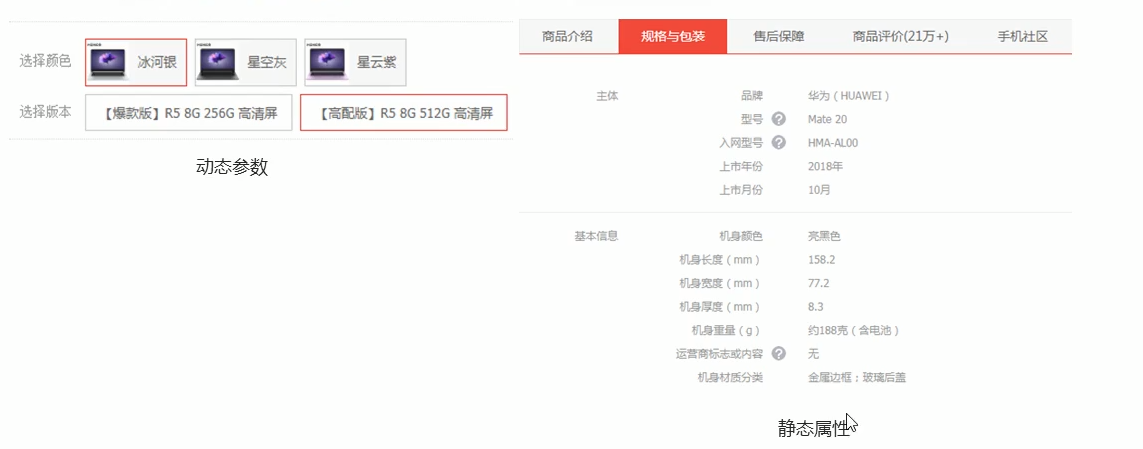 选择颜色 冰河银 星空灰 星云紫
选择版本 【爆款版】R5 8G 256G 高清屏 【高配版】R5 8G 512G 高清屏
动态参数
商品介绍 规格与包装 售后保障 商品评价(21万+) 手机社区
主体 品牌 华为（HUAWEI）
型号 ? Mate 20
入网型号 ? HMA-AL00
上市年份 2018年
上市月份 10月
基本信息 机身颜色 亮黑色
机身长度（mm） 158.2
机身宽度（mm） 77.2
机身厚度（mm） 8.3
机身重量（g） 约188克（含电池）
运营商标志或内容 ? 无
机身材质分类 金属边框；玻璃后盖
静态属性